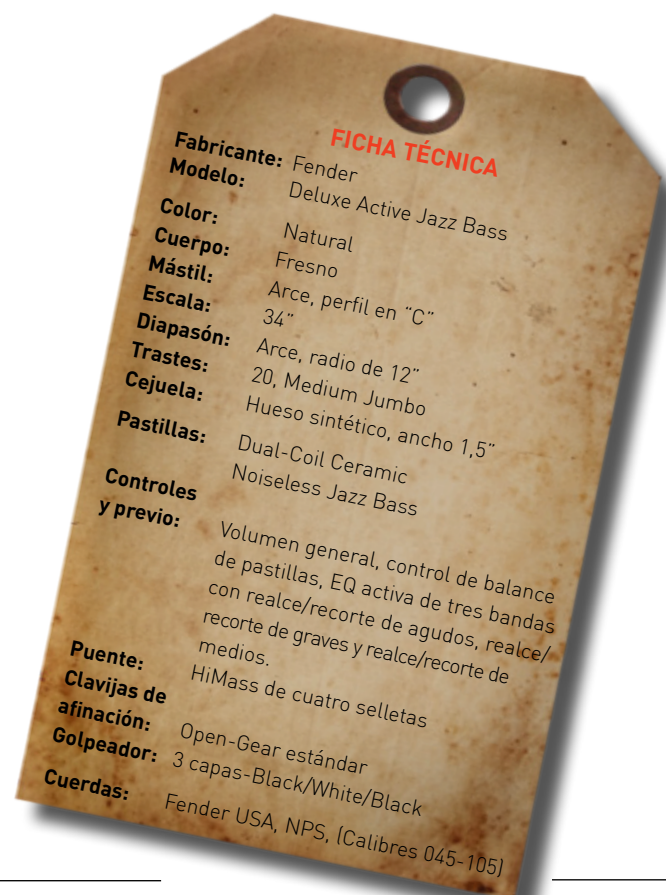 FICHA TÉCNICA
Fabricante: Fender
Modelo: Deluxe Active Jazz Bass
Color: Natural
Cuerpo: Fresno
Mástil: Arce, perfil en “C”
Escala: 34”
Diapasón: Arce, radio de 12”
Trastes: 20, Medium Jumbo
Cejuela: Hueso sintético, ancho 1,5”
Pastillas: Dual-Coil Ceramic
Noiseless Jazz Bass
Controles
y previo: Volumen general, control de balance
de pastillas, EQ activa de tres bandas
con realce/recorte de agudos, realce/
recorte de graves y realce/recorte de
medios.
Puente: HiMass de cuatro selletas
Clavijas de
afinación: Open-Gear estándar
Golpeador: 3 capas-Black/White/Black
Cuerdas: Fender USA, NPS, (Calibres 045-105)